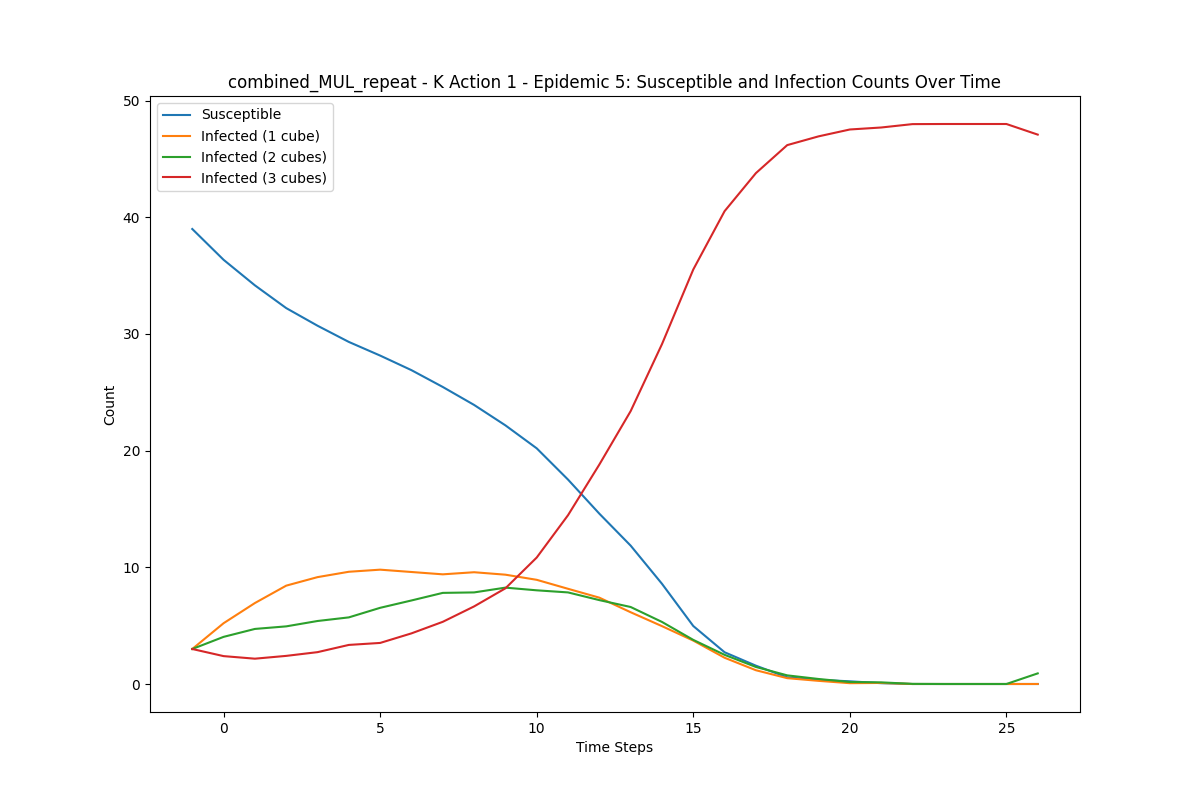 combined_MUL_repeat - K Action 1 - Epidemic 5: Susceptible and Infection Counts Over Time
50
40
30
20
10
0
Count
Susceptible
Infected (1 cube)
Infected (2 cubes)
Infected (3 cubes)
0 5 10 15 20 25
Time Steps